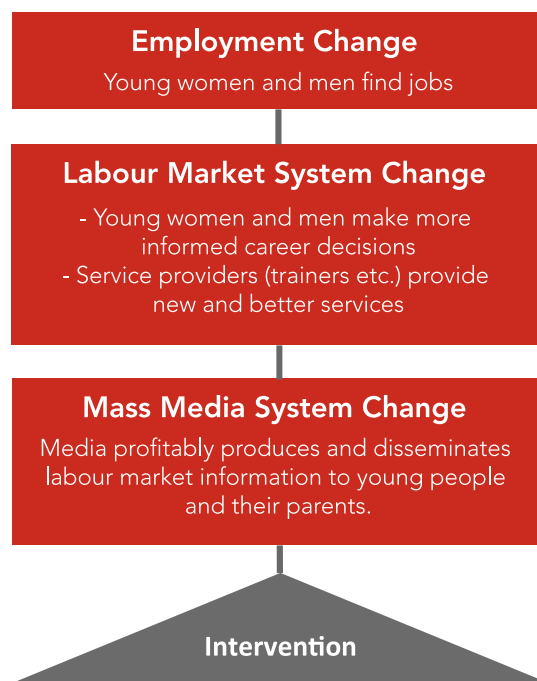 Employment Change
Young women and men find jobs
Labour Market System Change
- Young women and men make more
informed career decisions
- Service providers (trainers etc.) provide
new and better services
Mass Media System Change
Media profitably produces and disseminates
labour market information to young people
and their parents.
Intervention